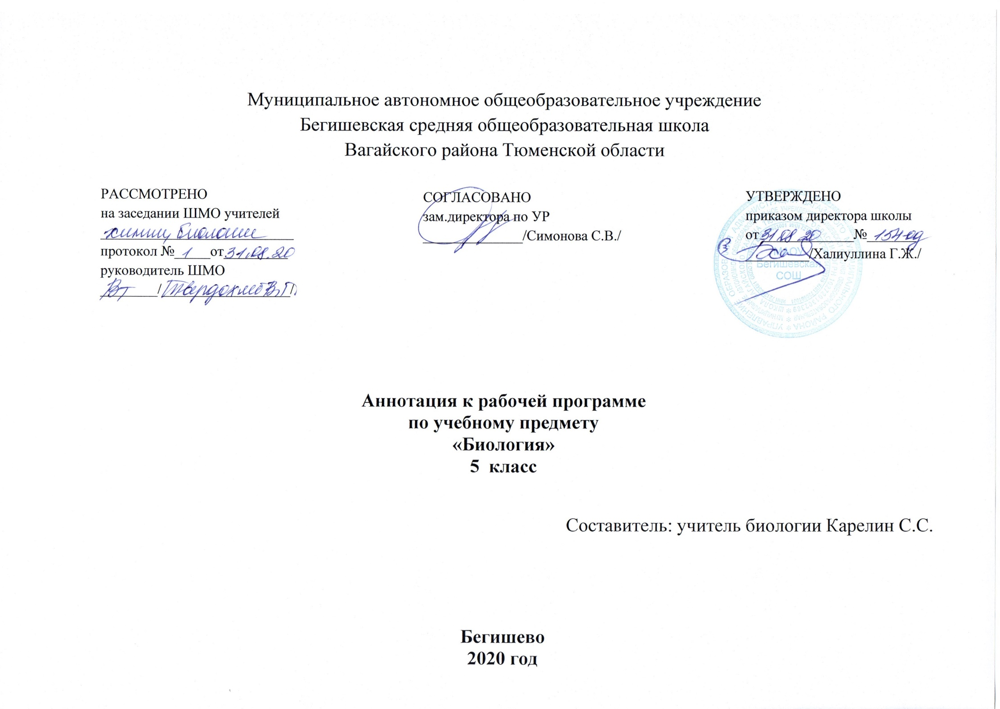 Муниципальное автономное общеобразовательное учреждение
Бегишевская средняя общеобразовательная школа
Вагайского района Тюменской области
РАССМОТРЕНО
на заседании ШМО учителей
химии, биологии
протокол № 1 от 31.08.20
руководитель ШМО
/ Твердохлеб В.П/
СОГЛАСОВАНО
зам.директора по УР
/Симонова С.В./
УТВЕРЖДЕНО
приказом директора школы
от 31.08.20 № 154-од
/Халиуллина Г.Ж./
МАОУ
Бегишевская
СОШ
Аннотация к рабочей программе
по учебному предмету
«Биология»
5 класс
Составитель: учитель биологии Карелин С.С.
Бегишево
2020 год